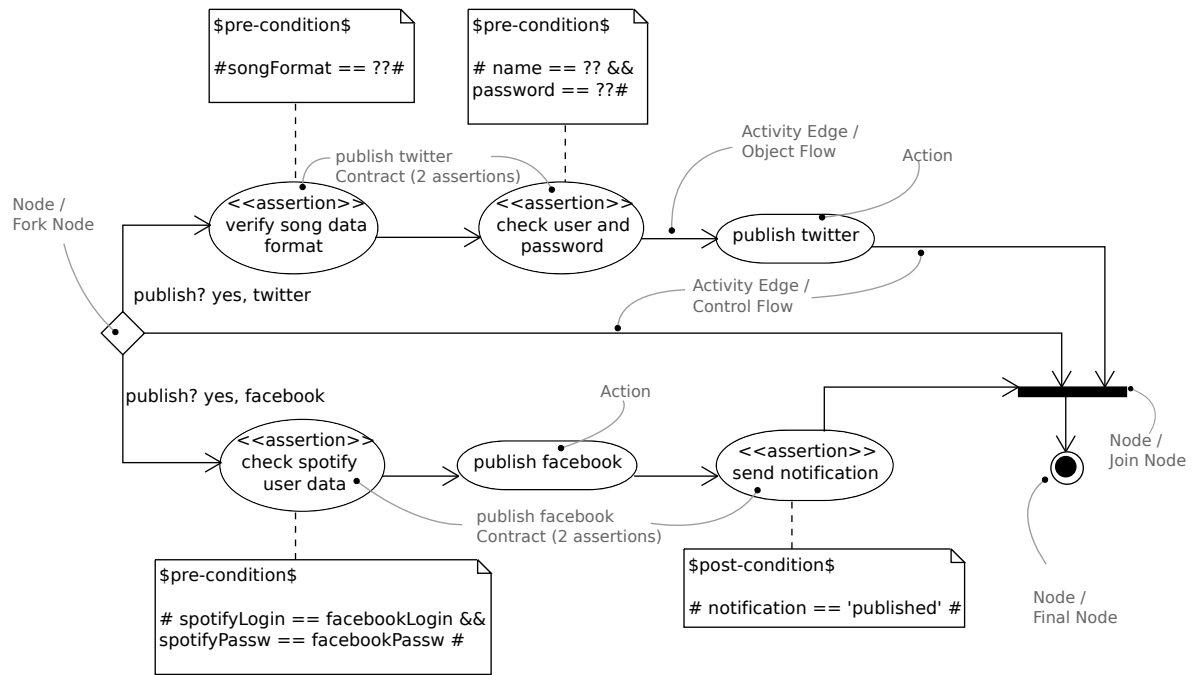 $pre-condition$
#songFormat == ??#
$pre-condition$
# name == ?? &&
password == ??#
Activity Edge /
Object Flow
Action
publish twitter
Contract (2 assertions)
Node /
Fork Node
<<assertion>>
verify song data
format
<<assertion>>
check user and
password
publish twitter
publish? yes, twitter
Activity Edge /
Control Flow
publish? yes, facebook
Action
<<assertion>>
check spotify
user data
publish facebook
<<assertion>>
send notification
Node /
Join Node
publish facebook
Contract (2 assertions)
$pre-condition$
# spotifyLogin == facebookLogin &&
spotifyPassw == facebookPassw #
$post-condition$
# notification == 'published' #
Node /
Final Node